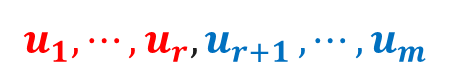 u₁, ⋯ , uᵣ, uᵣ₊₁, ⋯ , uₘ